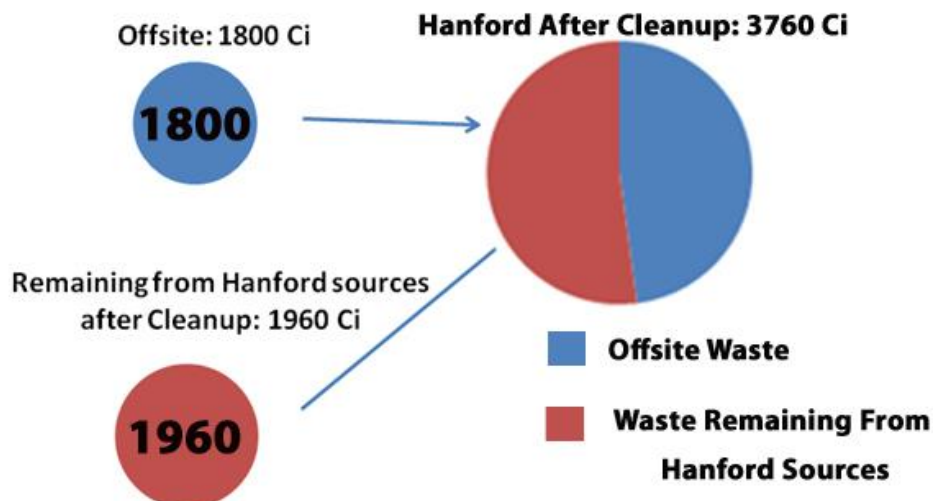 Offsite: 1800 Ci
1800
Hanford After Cleanup: 3760 Ci
Remaining from Hanford sources
after Cleanup: 1960 Ci
1960
Offsite Waste
Waste Remaining From
Hanford Sources